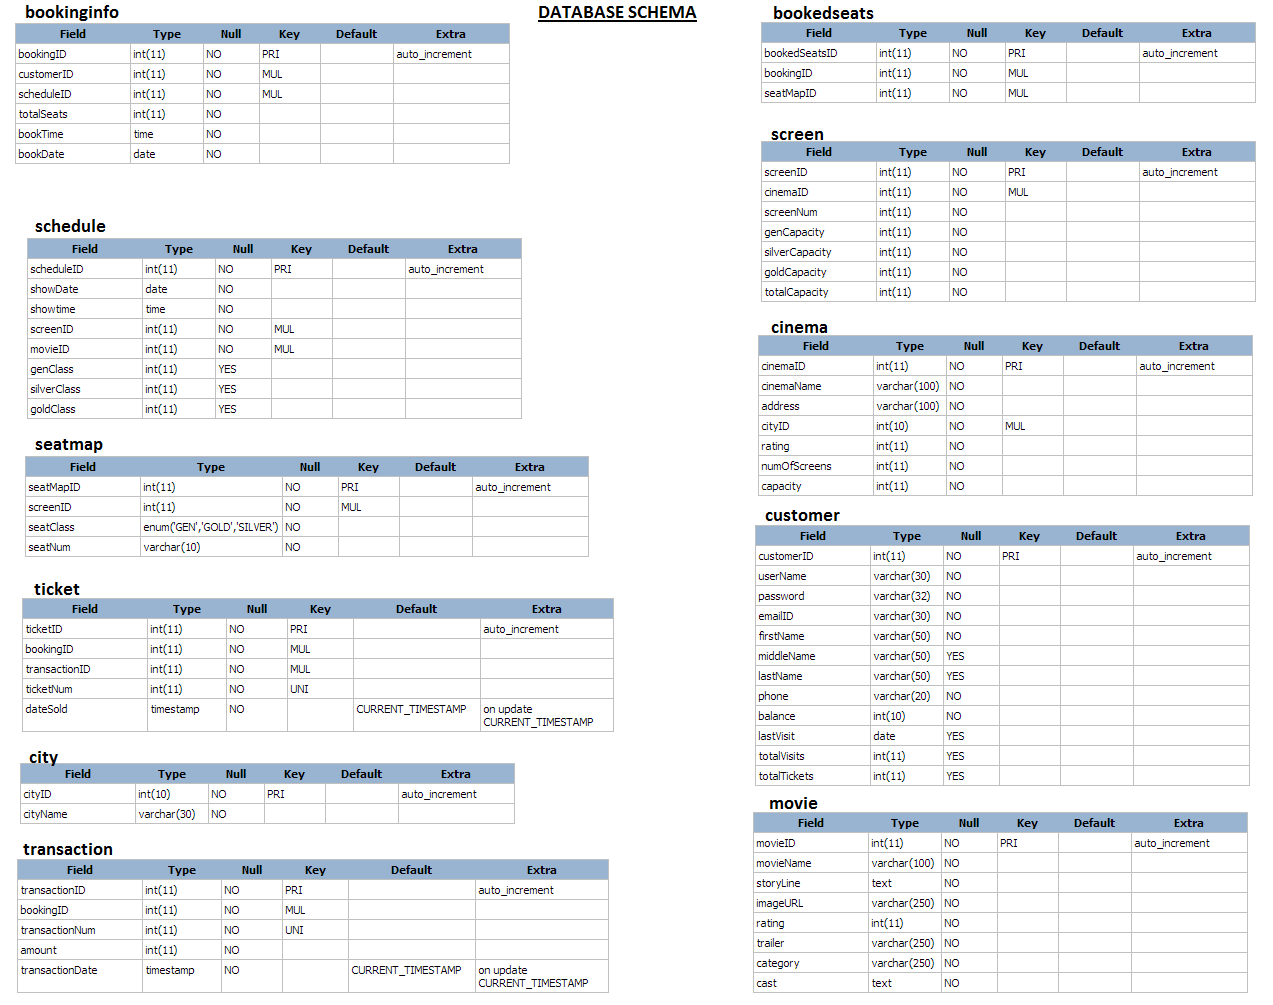 DATABASE SCHEMA
bookinginfo
Field Type Null Key Default Extra
bookingID int(11) NO PRI auto_increment
customerID int(11) NO MUL
scheduleID int(11) NO MUL
totalSeats int(11) NO
bookTime time NO
bookDate date NO
schedule
Field Type Null Key Default Extra
scheduleID int(11) NO PRI auto_increment
showDate date NO
showtime time NO
screenID int(11) NO MUL
movieID int(11) NO MUL
genClass int(11) YES
silverClass int(11) YES
goldClass int(11) YES
seatmap
Field Type Null Key Default Extra
seatMapID int(11) NO PRI auto_increment
screenID int(11) NO MUL
seatClass enum('GEN','GOLD','SILVER') NO
seatNum varchar(10) NO
ticket
Field Type Null Key Default Extra
ticketID int(11) NO PRI auto_increment
bookingID int(11) NO MUL
transactionID int(11) NO MUL
ticketNum int(11) NO UNI
dateSold timestamp NO CURRENT_TIMESTAMP on update
CURRENT_TIMESTAMP
city
Field Type Null Key Default Extra
cityID int(10) NO PRI auto_increment
cityName varchar(30) NO
transaction
Field Type Null Key Default Extra
transactionID int(11) NO PRI auto_increment
bookingID int(11) NO MUL
transactionNum int(11) NO UNI
amount int(11) NO
transactionDate timestamp NO CURRENT_TIMESTAMP on update
CURRENT_TIMESTAMP
bookedseats
Field Type Null Key Default Extra
bookedSeatsID int(11) NO PRI auto_increment
bookingID int(11) NO MUL
seatMapID int(11) NO MUL
screen
Field Type Null Key Default Extra
screenID int(11) NO PRI auto_increment
cinemaID int(11) NO MUL
screenNum int(11) NO
genCapacity int(11) NO
silverCapacity int(11) NO
goldCapacity int(11) NO
totalCapacity int(11) NO
cinema
Field Type Null Key Default Extra
cinemaID int(11) NO PRI auto_increment
cinemaName varchar(100) NO
address varchar(100) NO
cityID int(10) NO MUL
rating int(11) NO
numOfScreens int(11) NO
capacity int(11) NO
customer
Field Type Null Key Default Extra
customerID int(11) NO PRI auto_increment
userName varchar(30) NO
password varchar(32) NO
emailID varchar(30) NO
firstName varchar(50) NO
middleName varchar(50) YES
lastName varchar(50) YES
phone varchar(20) NO
balance int(10) NO
lastVisit date YES
totalVisits int(11) YES
totalTickets int(11) YES
movie
Field Type Null Key Default Extra
movieID int(11) NO PRI auto_increment
movieName varchar(100) NO
storyLine text NO
imageURL varchar(250) NO
rating int(11) NO
trailer varchar(250) NO
category varchar(250) NO
cast text NO